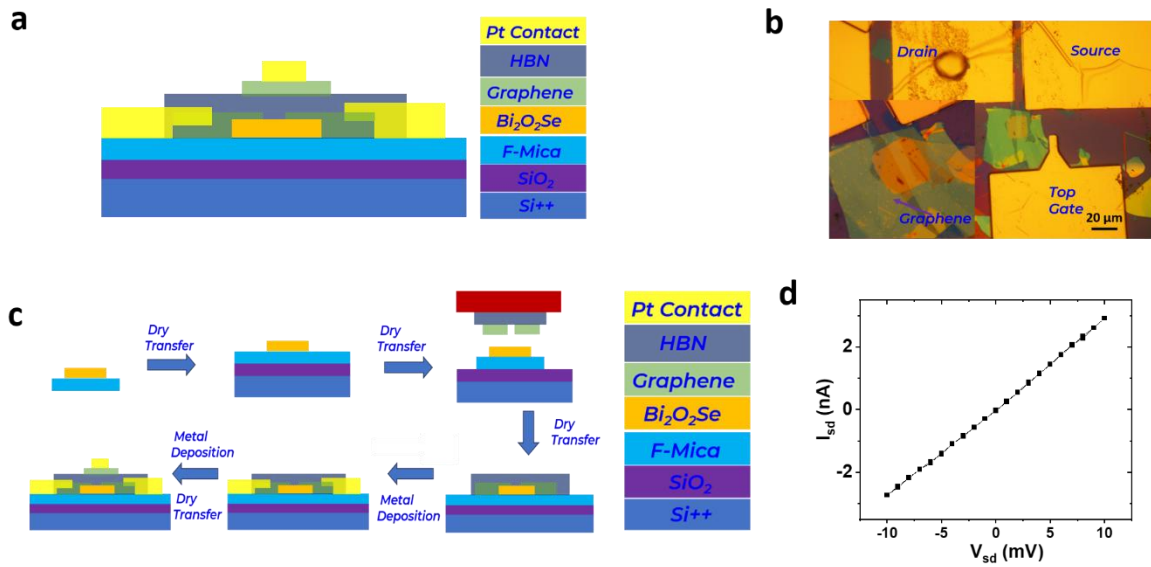 a
Pt Contact
HBN
Graphene
Bi₂O₂Se
F-Mica
SiO₂
Si++
b
Drain
Source
Graphene
Top
Gate
20 μm
c
Dry
Transfer
Dry
Transfer
Dry
Transfer
Metal
Deposition
Metal
Deposition
Dry
Transfer
Pt Contact
HBN
Graphene
Bi₂O₂Se
F-Mica
SiO₂
Si++
d
I_sd (nA)
2
0
-2
-10
-5
0
5
10
V_sd (mV)